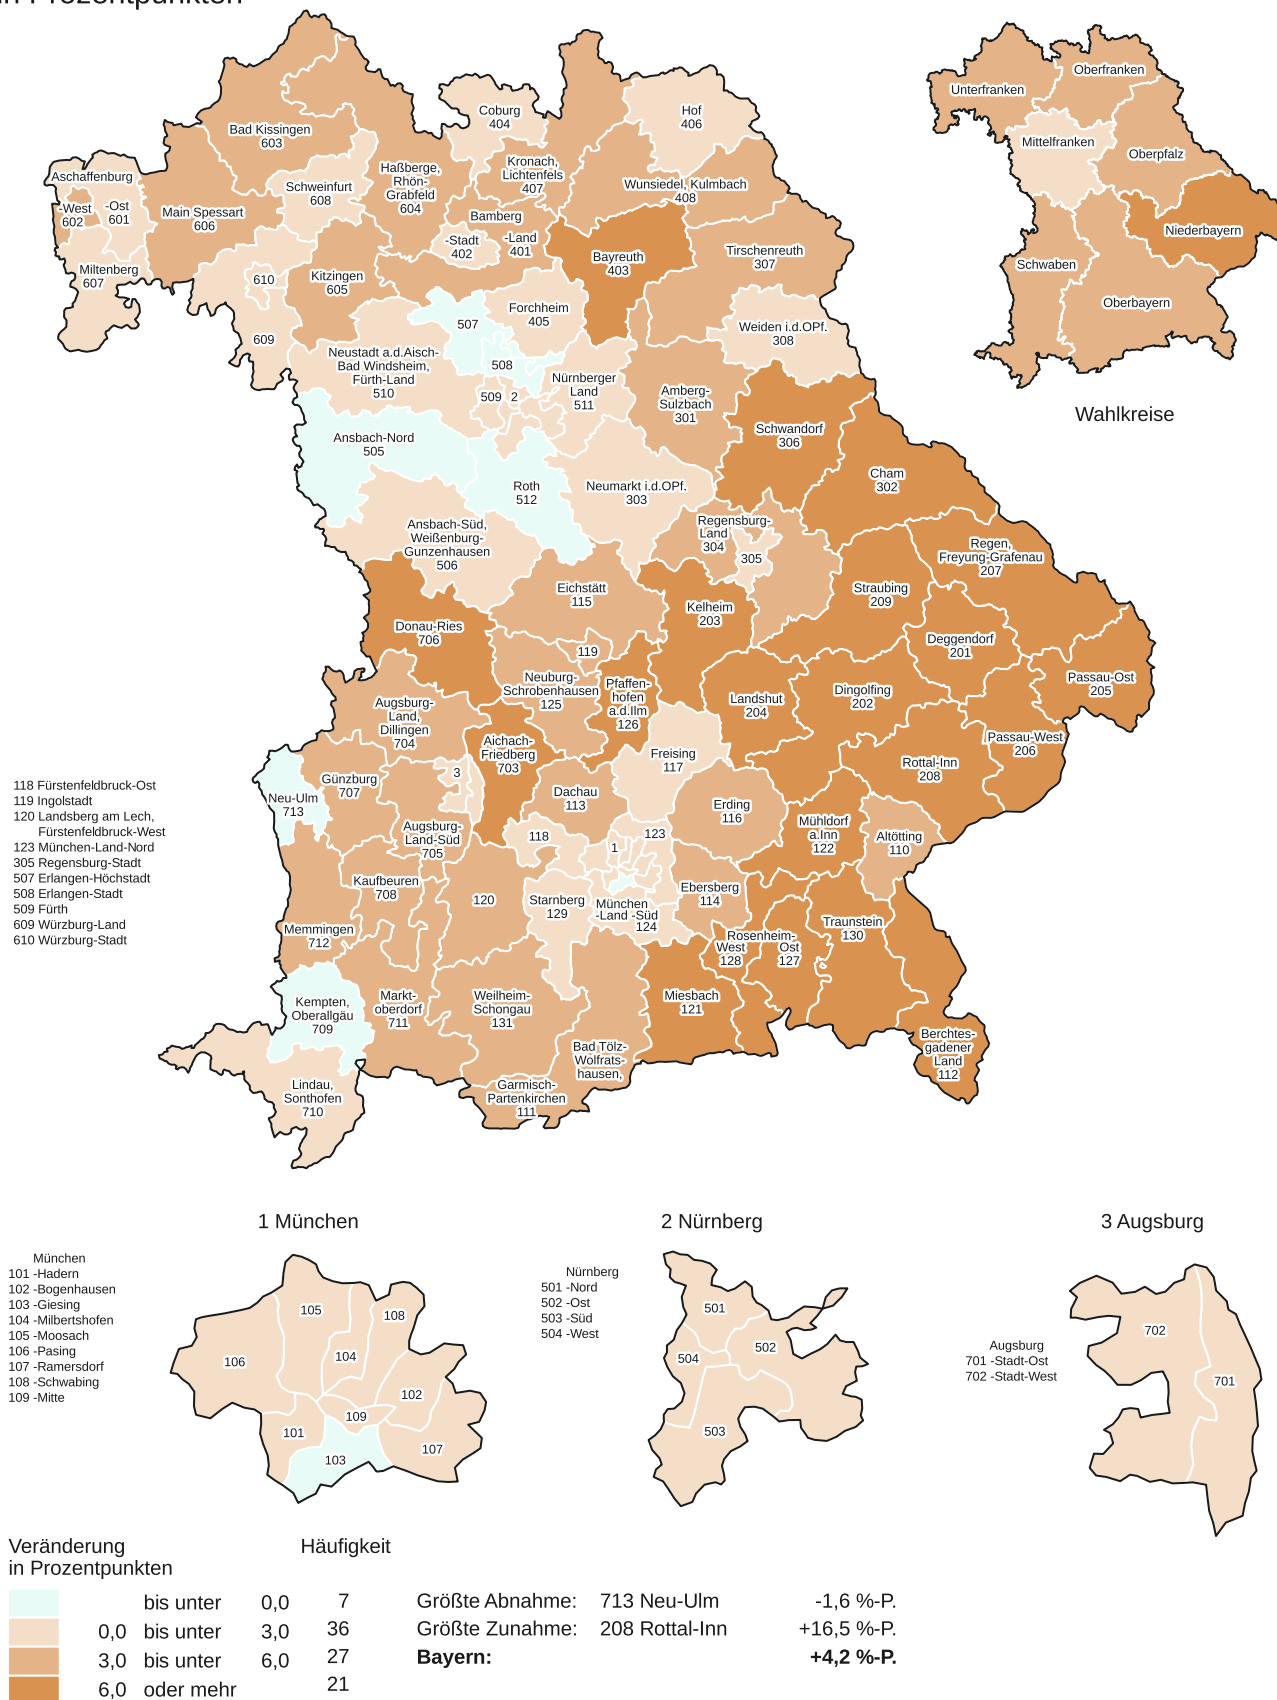 in Prozentpunkten
Bad Kissingen
603
Coburg
404
Hof
406
Aschaffenburg
-West
602
-Ost
601
Schweinfurt
608
Haßberge,
Rhön-
Grabfeld
604
Kronach,
Lichtenfels
407
Wunsiedel, Kulmbach
408
Main Spessart
606
Bamberg
-Stadt
402
-Land
401
Bayreuth
403
Tirschenreuth
307
Miltenberg
607
610
Kitzingen
605
609
507
Forchheim
405
Weiden i.d.OPf.
308
Neustadt a.d.Aisch-
Bad Windsheim,
Fürth-Land
510
508
509
2
Nürnberger
Land
511
Amberg-
Sulzbach
301
Schwandorf
306
Ansbach-Nord
505
Cham
302
Roth
512
Neumarkt i.d.OPf.
303
Ansbach-Süd,
Weißenburg-
Gunzenhausen
506
Regensburg-
Land
304
305
Regen,
Freyung-Grafenau
207
Eichstätt
115
Kelheim
203
Straubing
209
Donau-Ries
706
Deggendorf
201
119
Neuburg-
Schrobenhausen
125
Pfaffen-
hofen
a.d.Ilm
126
Landshut
204
Dingolfing
202
Passau-Ost
205
Augsburg-
Land,
Dillingen
704
Aichach-
Friedberg
703
Freising
117
Passau-West
206
Rottal-Inn
208
3
Günzburg
707
Neu-Ulm
713
Dachau
113
Erding
116
Mühldorf
a.Inn
122
Altötting
110
Augsburg-
Land-Süd
705
118
1
123
Kaufbeuren
708
120
Starnberg
129
München
-Land -Süd
124
Ebersberg
114
Memmingen
712
Rosenheim-
West
128
Ost
127
Traunstein
130
Kempten,
Oberallgäu
709
Markt-
oberdorf
711
Weilheim-
Schongau
131
Miesbach
121
Bad Tölz-
Wolfrats-
hausen,
Garmisch-
Partenkirchen
111
Berchtes-
gadener
Land
112
Lindau,
Sonthofen
710
Unterfranken
Oberfranken
Mittelfranken
Oberpfalz
Niederbayern
Schwaben
Oberbayern
Wahlkreise
118 Fürstenfeldbruck-Ost
119 Ingolstadt
120 Landsberg am Lech,
Fürstenfeldbruck-West
123 München-Land-Nord
305 Regensburg-Stadt
507 Erlangen-Höchstadt
508 Erlangen-Stadt
509 Fürth
609 Würzburg-Land
610 Würzburg-Stadt
1 München
München
101 -Hadern
102 -Bogenhausen
103 -Giesing
104 -Milbertshofen
105 -Moosach
106 -Pasing
107 -Ramersdorf
108 -Schwabing
109 -Mitte
105
108
106
104
102
109
101
103
107
2 Nürnberg
Nürnberg
501 -Nord
502 -Ost
503 -Süd
504 -West
501
502
504
503
3 Augsburg
Augsburg
701 -Stadt-Ost
702 -Stadt-West
702
701
Veränderung
in Prozentpunkten
Häufigkeit
bis unter 0,0 7
0,0 bis unter 3,0 36
3,0 bis unter 6,0 27
6,0 oder mehr 21
Größte Abnahme: 713 Neu-Ulm -1,6 %-P.
Größte Zunahme: 208 Rottal-Inn +16,5 %-P.
Bayern: +4,2 %-P.